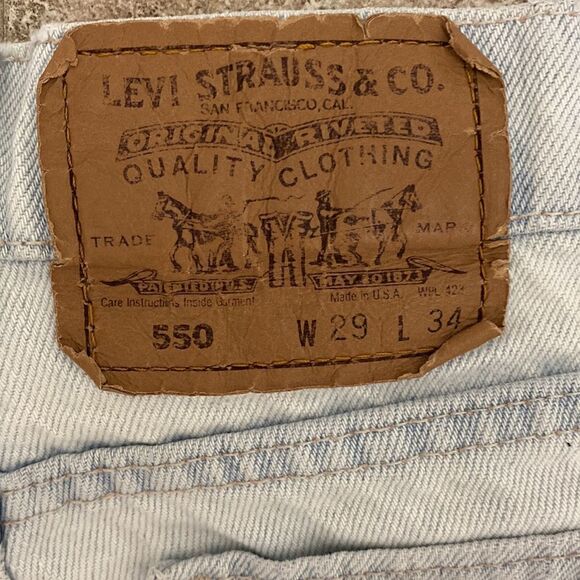 LEVI STRAUSS & CO.
SAN FRANCISCO, CAL.
ORIGINAL RIVETED
QUALITY CLOTHING
TRADE MARK
PATENTED IN U.S. MAY 20 1873
Care Instructions Inside Garment Made in U.S.A. WPL 423
550 W 29 L 34